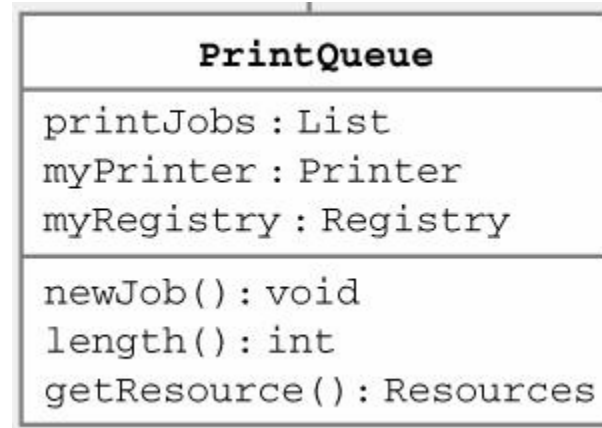 PrintQueue
printJobs : List
myPrinter : Printer
myRegistry : Registry
newJob() : void
length() : int
getResource() : Resources